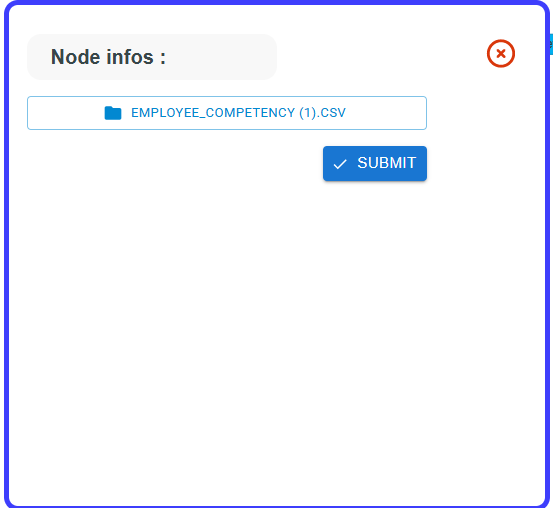 Node infos :
EMPLOYEE_COMPETENCY (1).CSV
SUBMIT